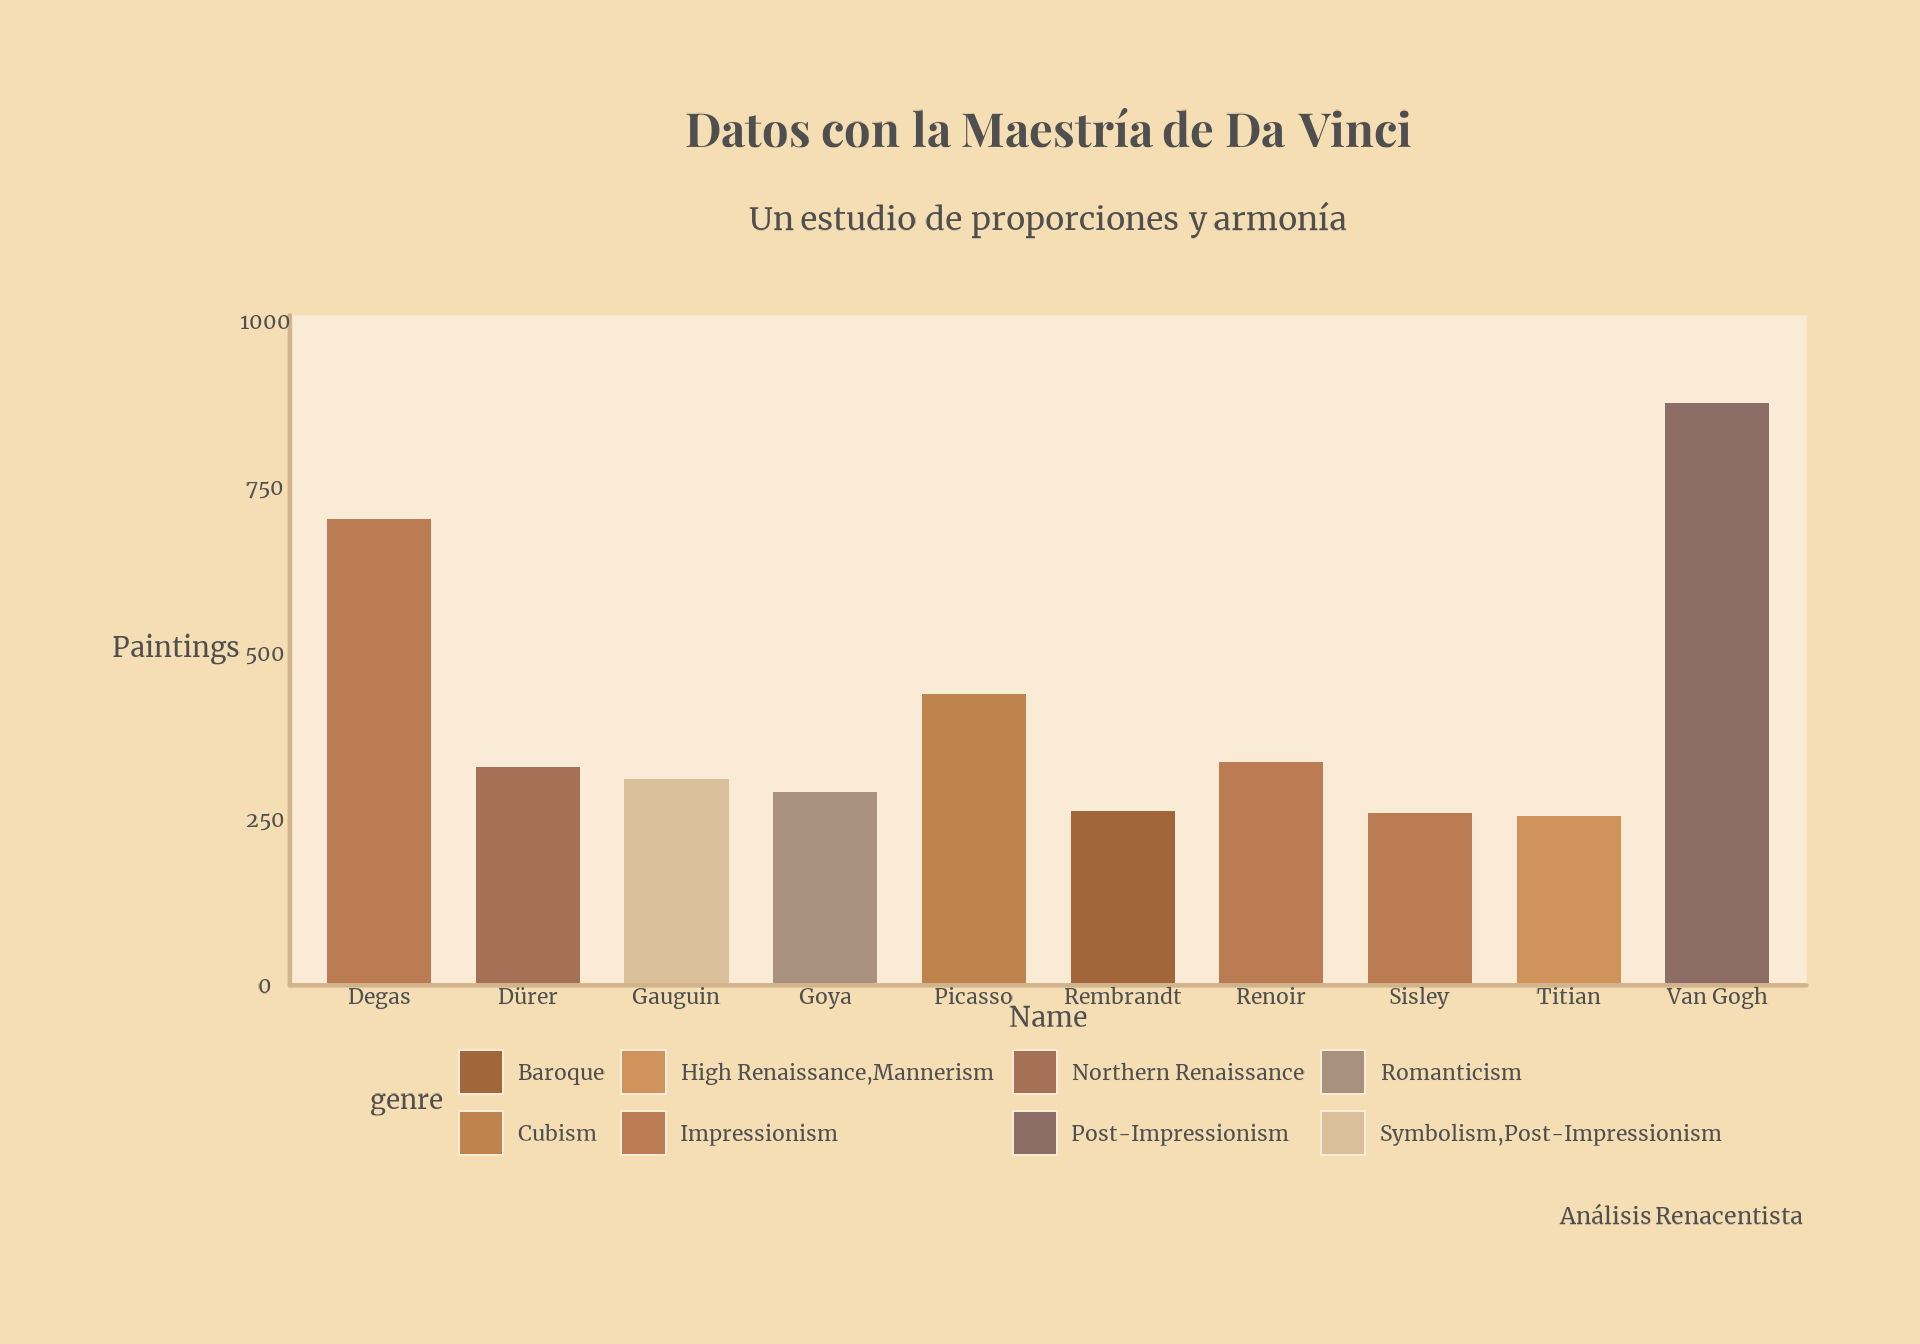 Datos con la Maestría de Da Vinci
Un estudio de proporciones y armonía
1000
750
500
250
0
Paintings
Degas Dürer Gauguin Goya Picasso Rembrandt Renoir Sisley Titian Van Gogh
Name
genre
Baroque High Renaissance,Mannerism Northern Renaissance Romanticism
Cubism Impressionism Post-Impressionism Symbolism,Post-Impressionism
Análisis Renacentista